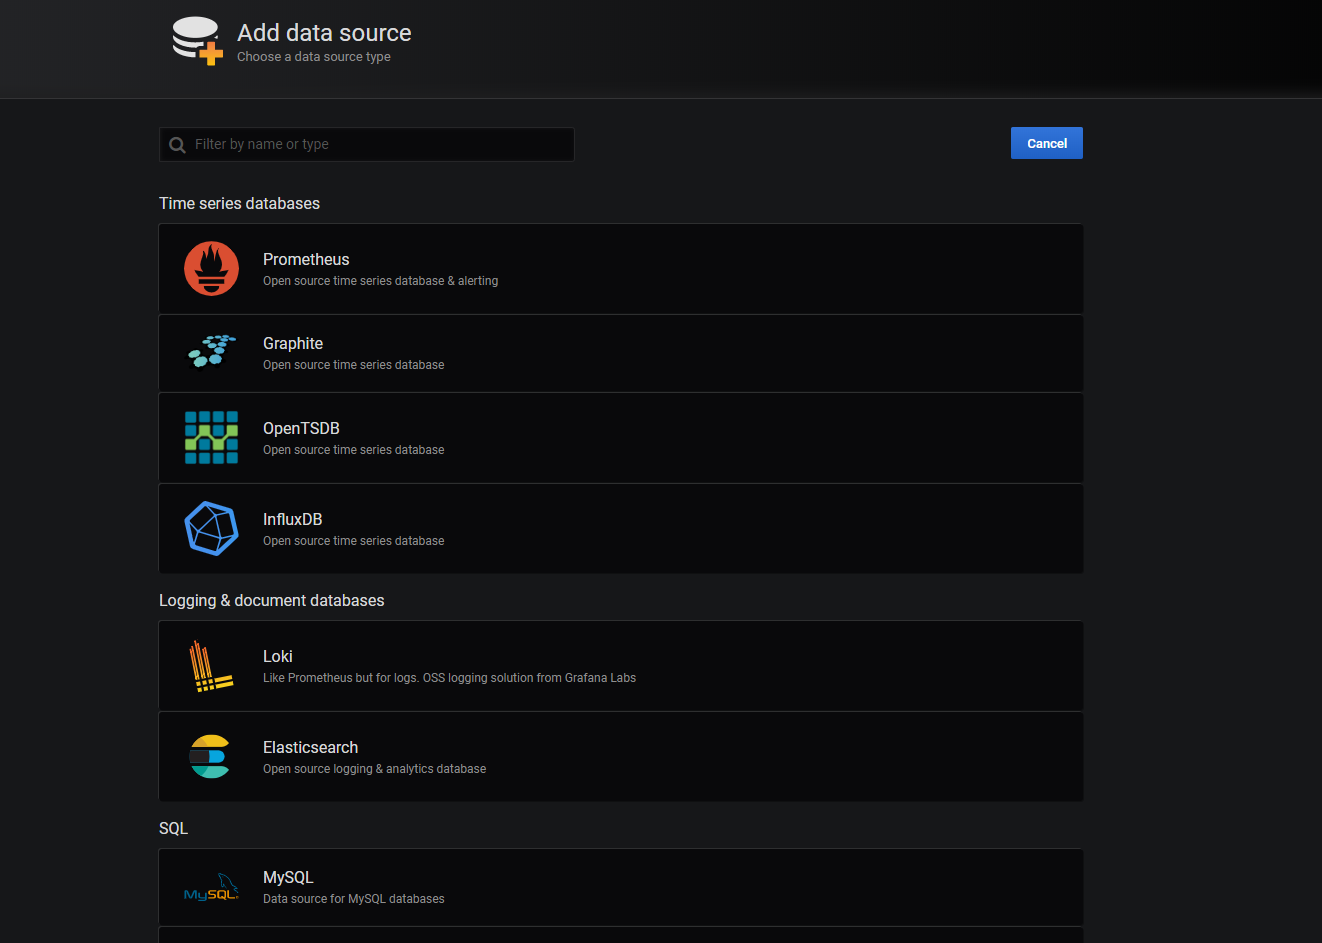 Add data source
Choose a data source type
Filter by name or type
Cancel
Time series databases
Prometheus
Open source time series database & alerting
Graphite
Open source time series database
OpenTSDB
Open source time series database
InfluxDB
Open source time series database
Logging & document databases
Loki
Like Prometheus but for logs. OSS logging solution from Grafana Labs
Elasticsearch
Open source logging & analytics database
SQL
MySQL
MySQL
Data source for MySQL databases